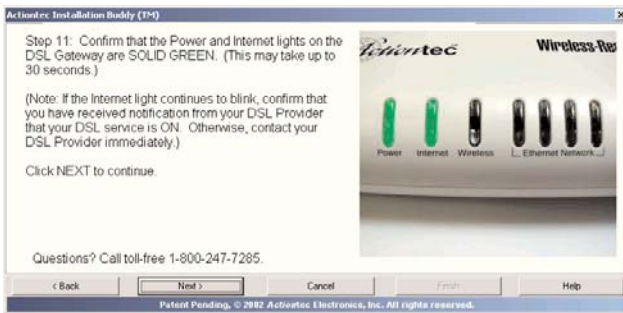 Actiontec Installation Buddy (TM)
Step 11: Confirm that the Power and Internet lights on the
DSL Gateway are SOLID GREEN. (This may take up to
30 seconds.)
(Note: If the Internet light continues to blink, confirm that
you have received notification from your DSL Provider
that your DSL service is ON. Otherwise, contact your
DSL Provider immediately.)
Click NEXT to continue.
Questions? Call toll-free 1-800-247-7285.
Actiontec
Wireless-Rea
Power Internet Wireless Ethernet Network
< Back Next > Cancel Finish Help
Patent Pending, © 2002 Actiontec Electronics, Inc. All rights reserved.